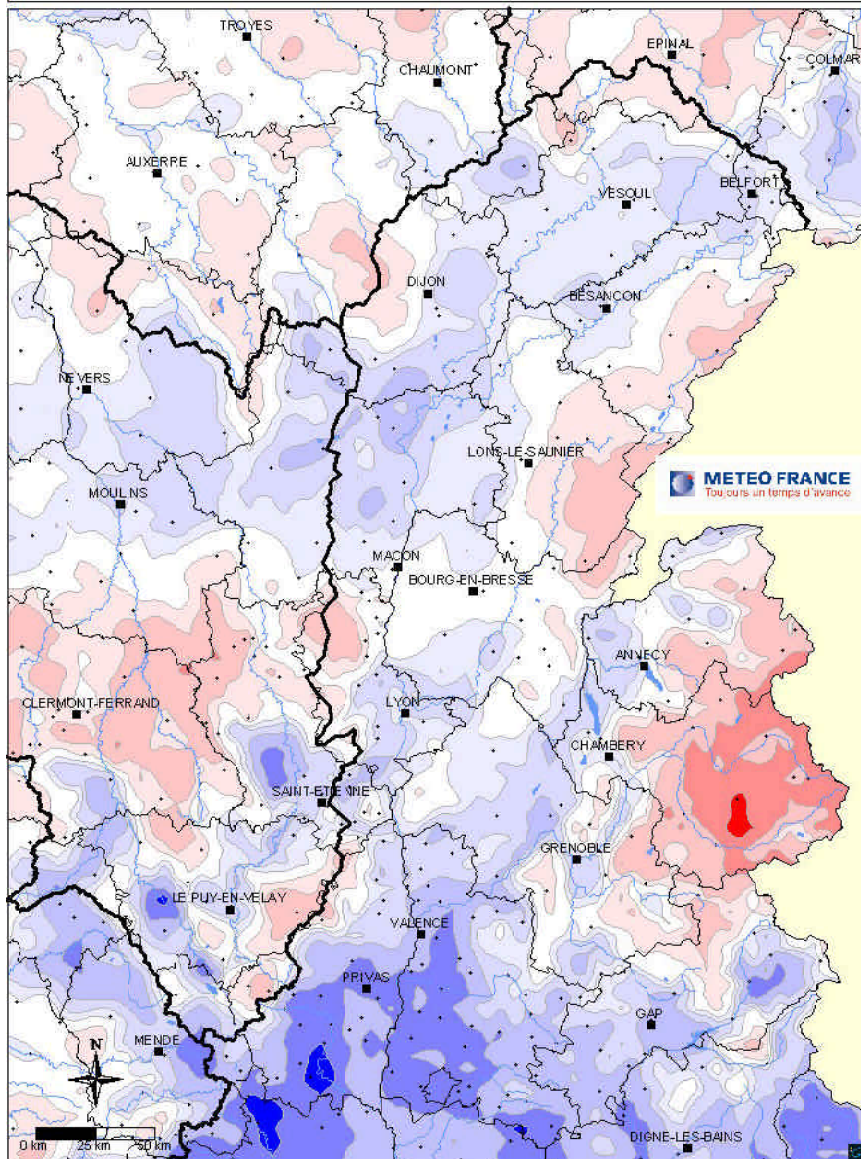 TROYES
EPINAL
COLMAR
CHAUMONT
AUXERRE
BELFORT
VESOUL
DIJON
BESANCON
NEVERS
LONS-LE-SAUNIER
METEO FRANCE
Toujours un temps d'avance
MOULINS
MACON
BOURG-EN-BRESSE
ANNECY
CLERMONT-FERRAND
LYON
CHAMBERY
SAINT-ETIENNE
GRENOBLE
LE PUY-EN-VELAY
VALENCE
PRIVAS
GAP
MENDE
N
0 km 25 km 50 km
DIGNE-LES-BAINS